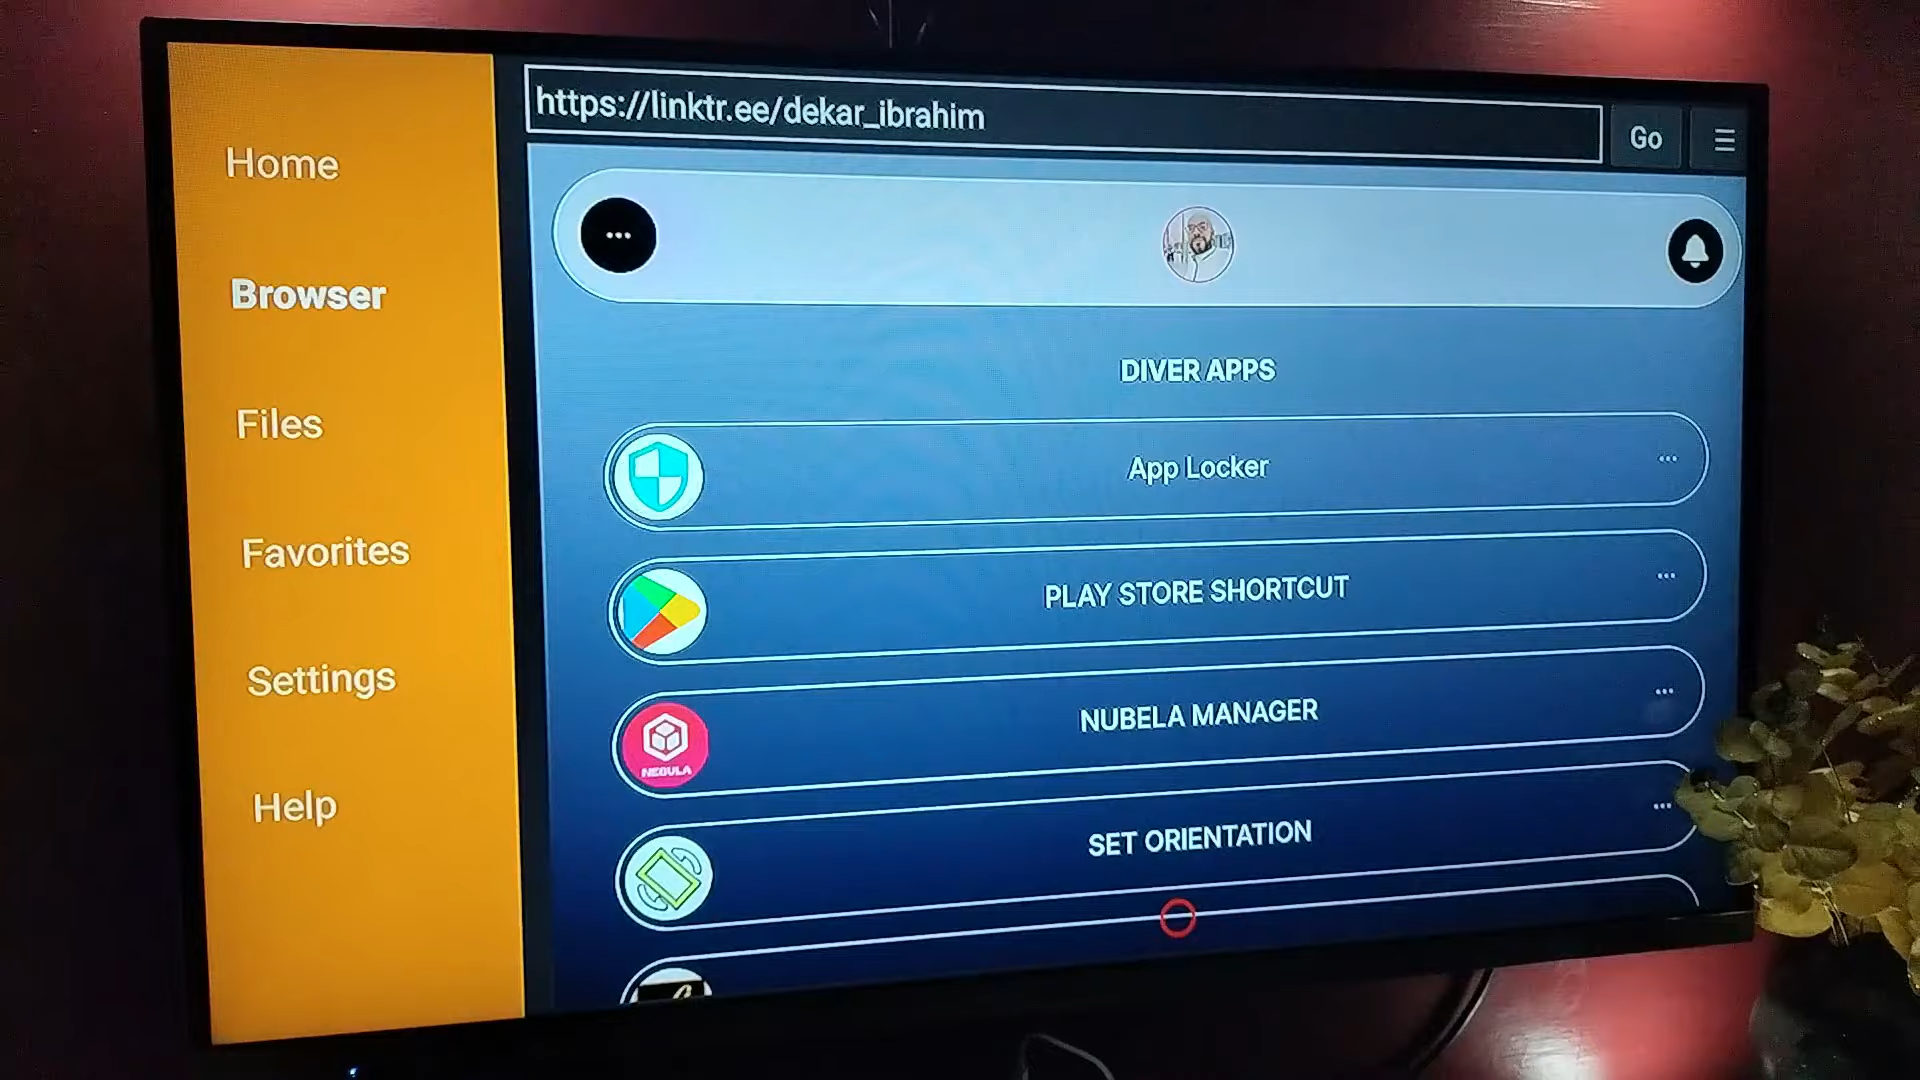 https://linktr.ee/dekar_ibrahim
Go
Home
Browser
Files
Favorites
Settings
Help
DIVER APPS
App Locker
PLAY STORE SHORTCUT
NUBELA MANAGER
NEBULA
SET ORIENTATION